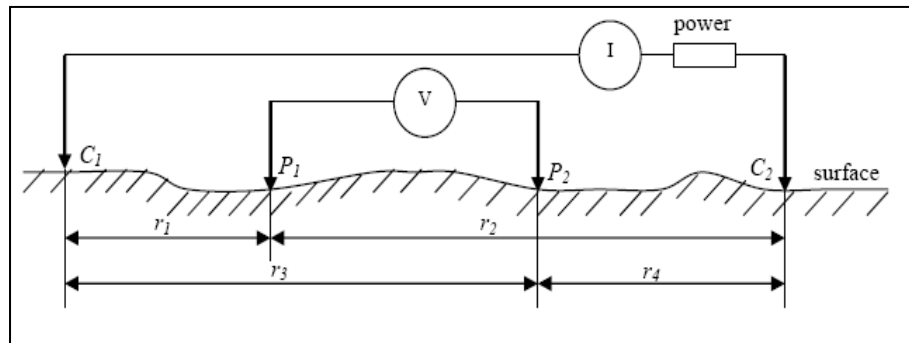 power
I
V
C1 P1 P2 C2 surface
r1 r2
r3 r4